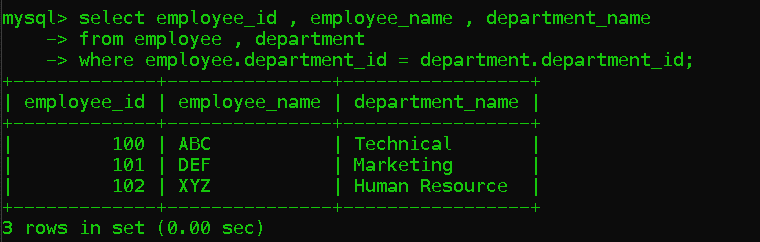 mysql> select employee_id , employee_name , department_name
    -> from employee , department
    -> where employee.department_id = department.department_id;
+-------------+---------------+-----------------+
| employee_id | employee_name | department_name |
+-------------+---------------+-----------------+
|         100 | ABC           | Technical       |
|         101 | DEF           | Marketing       |
|         102 | XYZ           | Human Resource  |
+-------------+---------------+-----------------+
3 rows in set (0.00 sec)